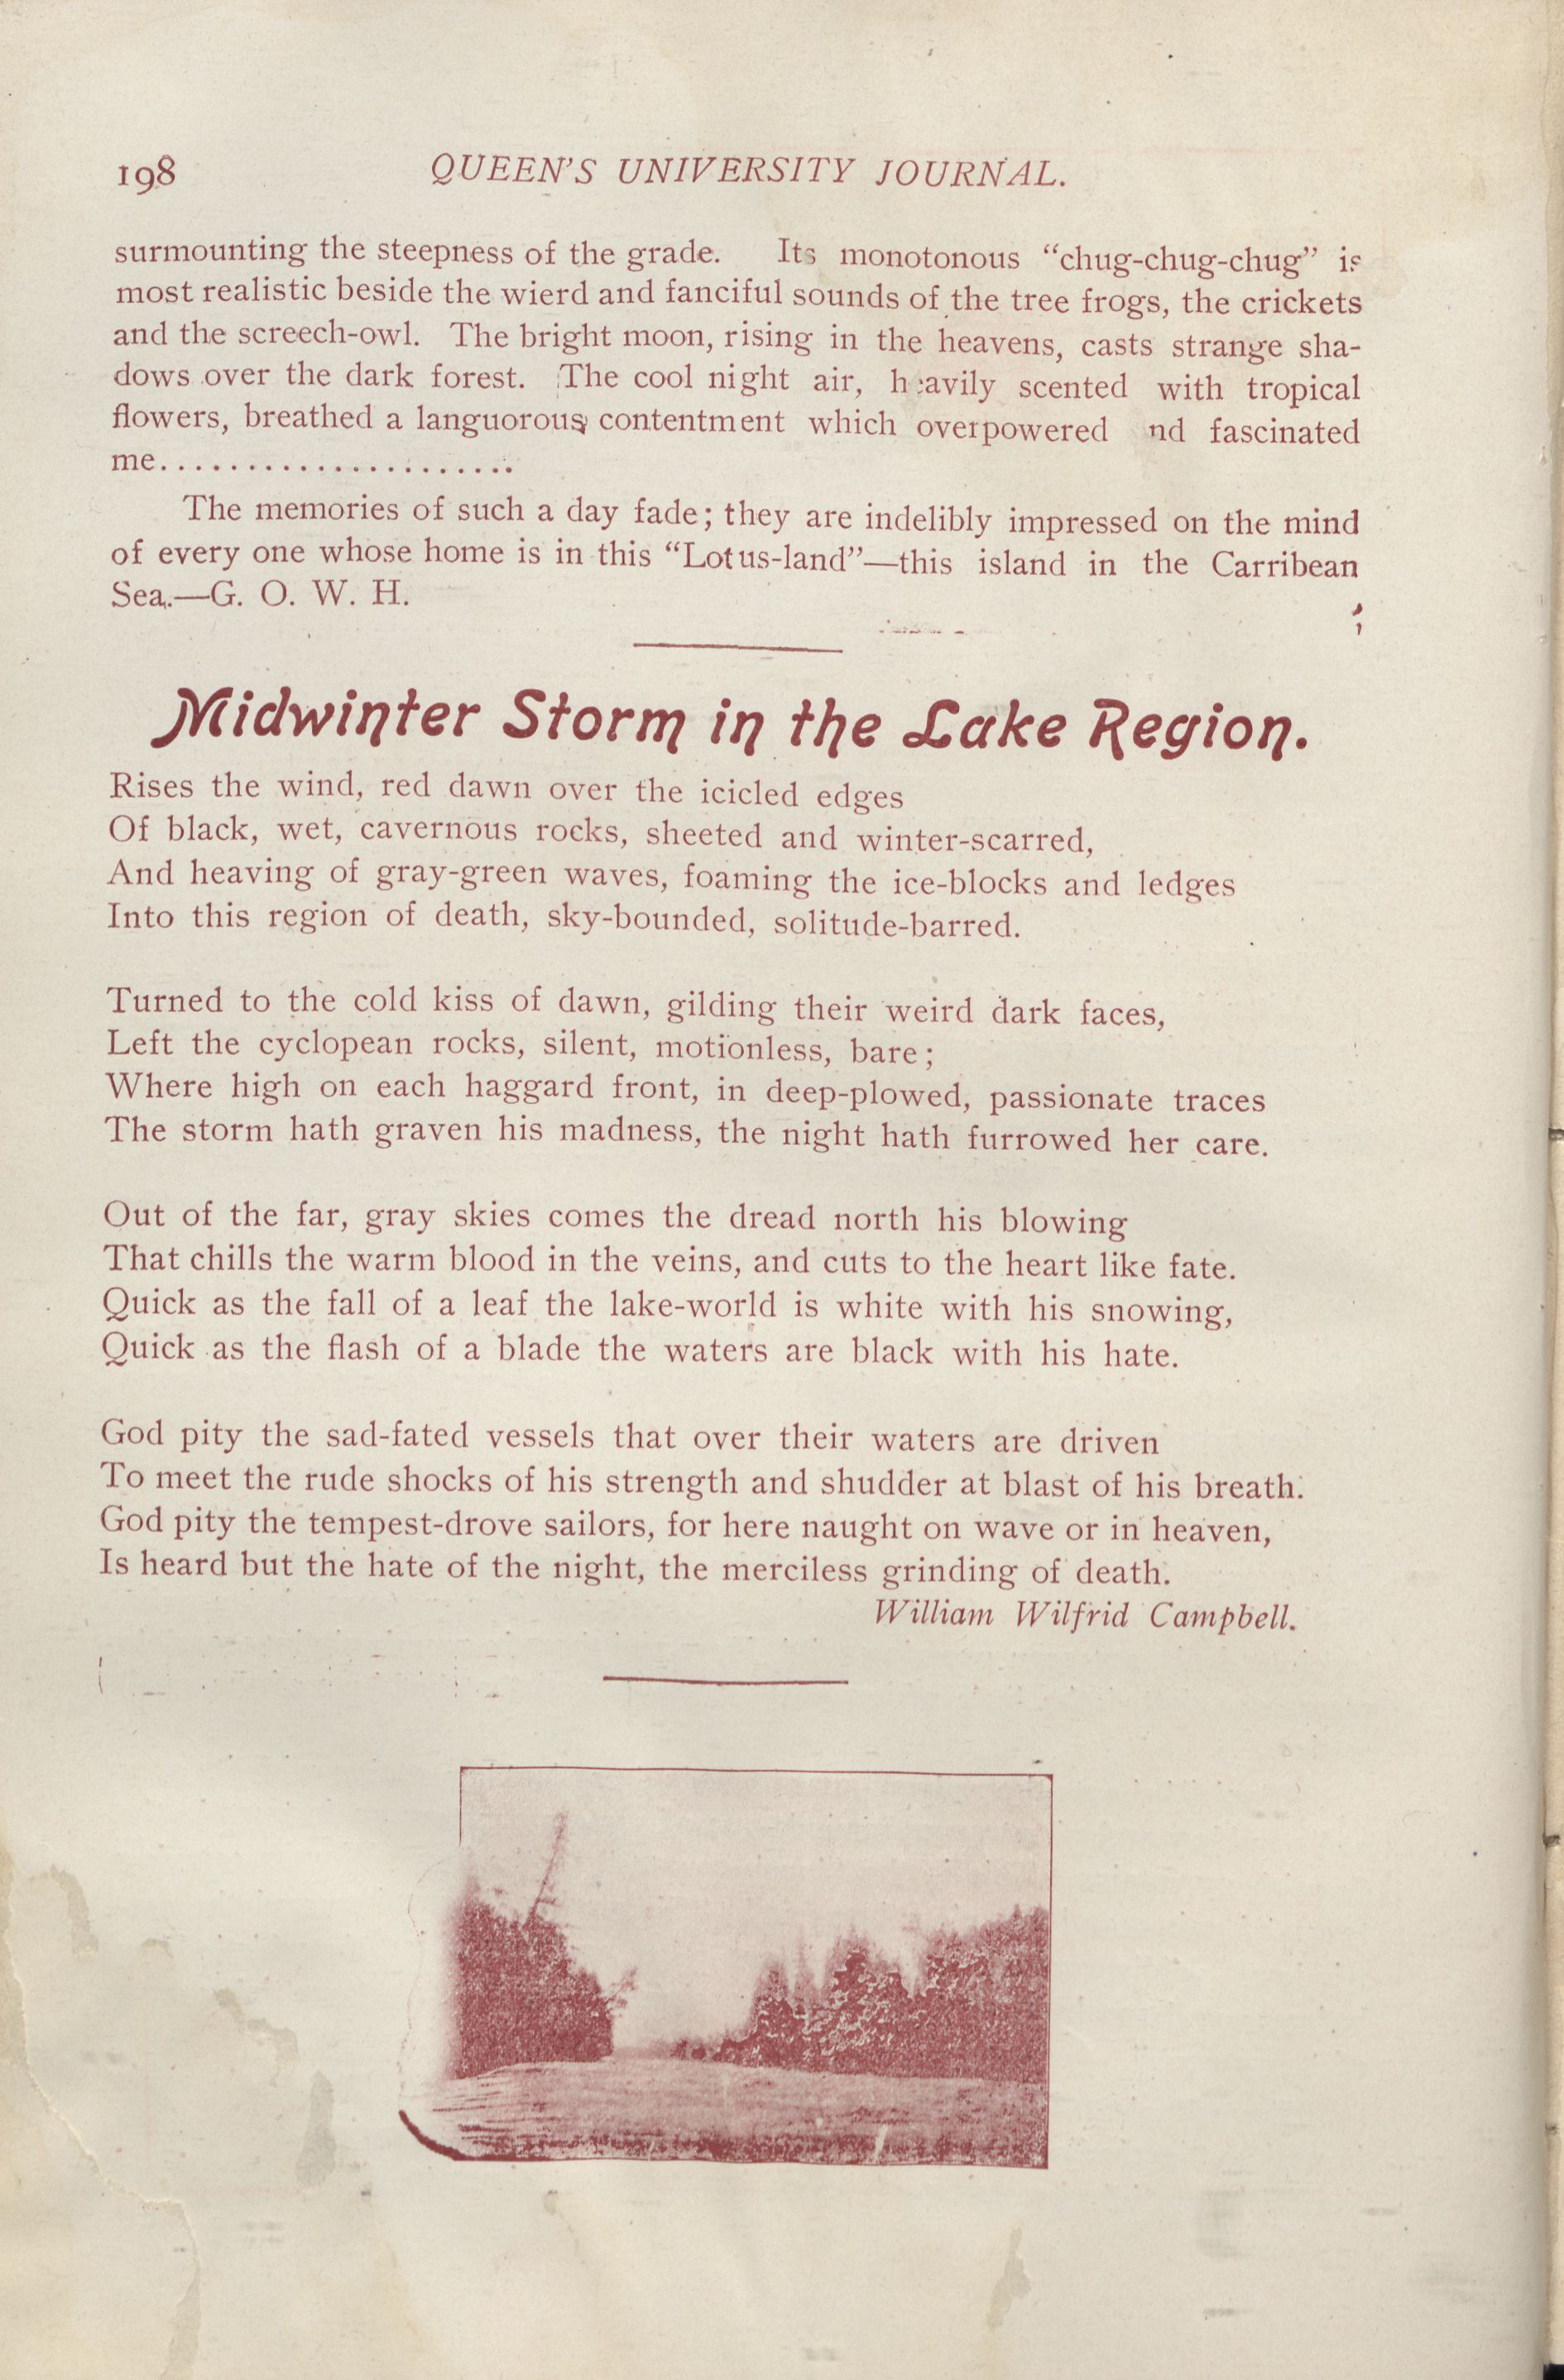 198 QUEEN'S UNIVERSITY JOURNAL.
surmounting the steepness of the grade. Its monotonous “chug-chug-chug” is
most realistic beside the wierd and fanciful sounds of the tree frogs, the crickets
and the screech-owl. The bright moon, rising in the heavens, casts strange sha-
dows over the dark forest. The cool night air, heavily scented with tropical
flowers, breathed a languorous contentment which overpowered nd fascinated
me........................
The memories of such a day fade; they are indelibly impressed on the mind
of every one whose home is in this “Lotus-land”—this island in the Carribean
Sea.—G. O. W. H.
Midwinter Storm in the Lake Region.
Rises the wind, red dawn over the icicled edges
Of black, wet, cavernous rocks, sheeted and winter-scarred,
And heaving of gray-green waves, foaming the ice-blocks and ledges
Into this region of death, sky-bounded, solitude-barred.
Turned to the cold kiss of dawn, gilding their weird dark faces,
Left the cyclopean rocks, silent, motionless, bare;
Where high on each haggard front, in deep-plowed, passionate traces
The storm hath graven his madness, the night hath furrowed her care.
Out of the far, gray skies comes the dread north his blowing
That chills the warm blood in the veins, and cuts to the heart like fate.
Quick as the fall of a leaf the lake-world is white with his snowing,
Quick as the flash of a blade the waters are black with his hate.
God pity the sad-fated vessels that over their waters are driven
To meet the rude shocks of his strength and shudder at blast of his breath.
God pity the tempest-drove sailors, for here naught on wave or in heaven,
Is heard but the hate of the night, the merciless grinding of death.
William Wilfrid Campbell.